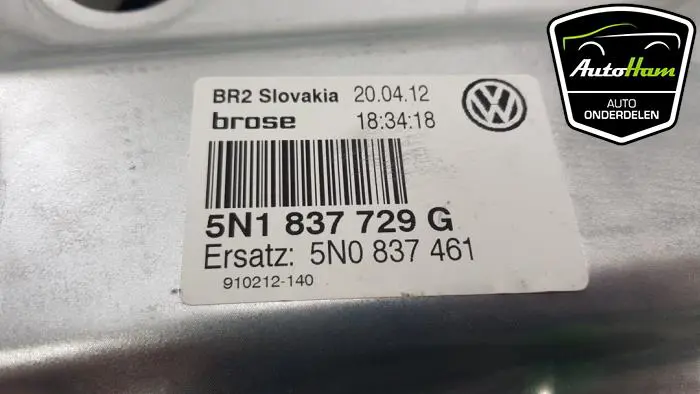 BR2 Slovakia 20.04.12
brose 18:34:18
5N1 837 729 G
Ersatz: 5N0 837 461
910212-140
AutoHam
AUTO
ONDERDELEN